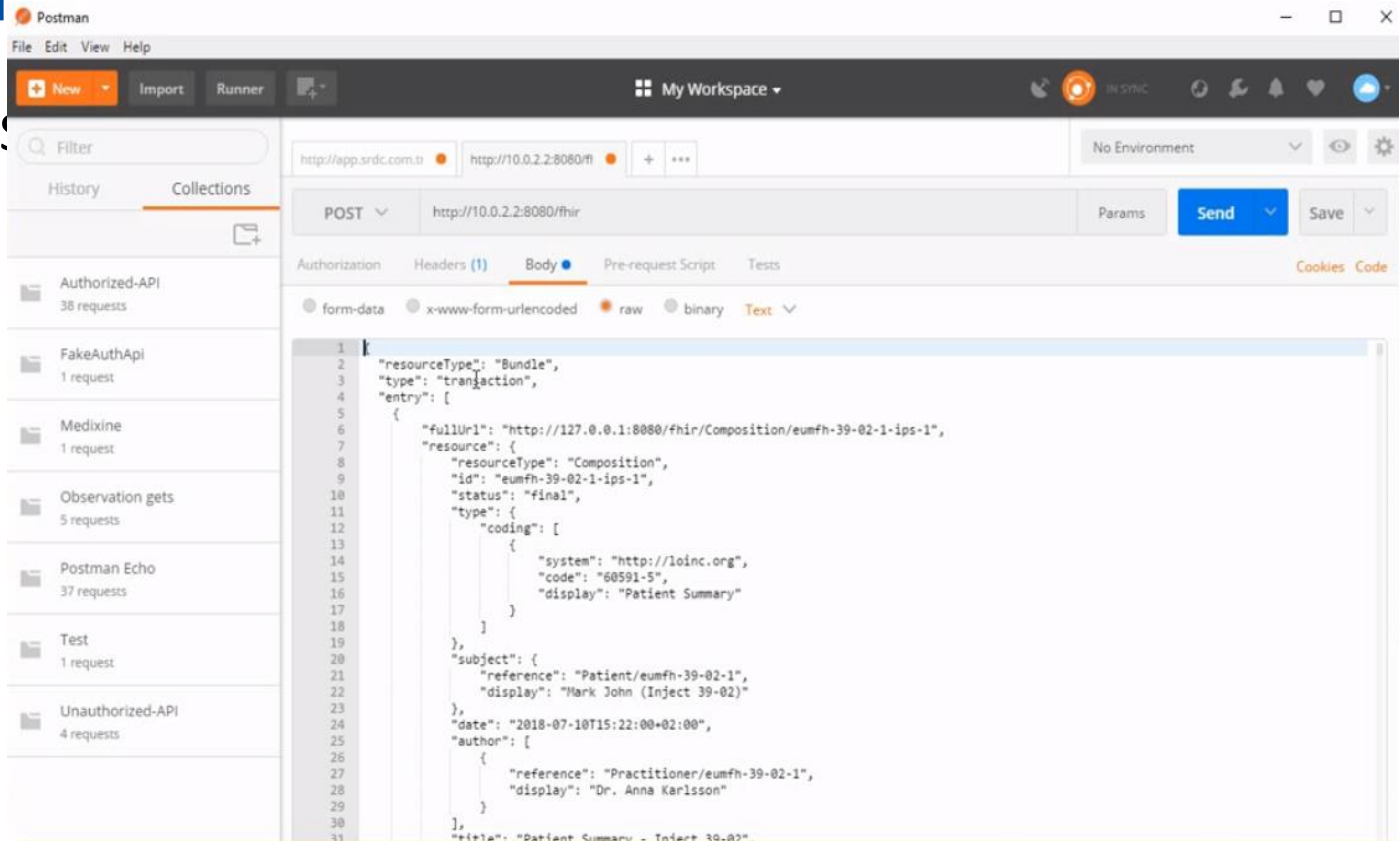 Postman
File Edit View Help
New Import Runner My Workspace IN SYNC
Filter
History Collections
Authorized-API
38 requests
FakeAuthApi
1 request
Medixine
1 request
Observation gets
5 requests
Postman Echo
37 requests
Test
1 request
Unauthorized-API
4 requests
http://app.srdc.com.tr http://10.0.2.2:8080/fl + ••• No Environment
POST http://10.0.2.2:8080/fhir Params Send Save
Authorization Headers (1) Body Pre-request Script Tests Cookies Code
form-data x-www-form-urlencoded raw binary Text
1 {
2 "resourceType": "Bundle",
3 "type": "transaction",
4 "entry": [
5 {
6 "fullUrl": "http://127.0.0.1:8080/fhir/Composition/eumfh-39-02-1-ips-1",
7 "resource": {
8 "resourceType": "Composition",
9 "id": "eumfh-39-02-1-ips-1",
10 "status": "final",
11 "type": {
12 "coding": [
13 {
14 "system": "http://loinc.org",
15 "code": "60591-5",
16 "display": "Patient Summary"
17 }
18 ]
19 },
20 "subject": {
21 "reference": "Patient/eumfh-39-02-1",
22 "display": "Mark John (Inject 39-02)"
23 },
24 "date": "2018-07-10T15:22:00+02:00",
25 "author": [
26 {
27 "reference": "Practitioner/eumfh-39-02-1",
28 "display": "Dr. Anna Karlsson"
29 }
30 ],
31 "title": "Patient Summary - Inject 39-02",